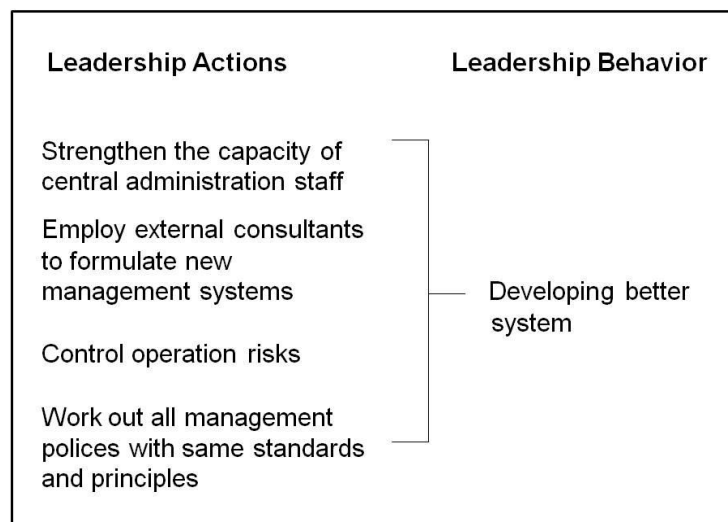 Leadership Actions
Leadership Behavior
Strengthen the capacity of
central administration staff
Employ external consultants
to formulate new
management systems
Control operation risks
Work out all management
polices with same standards
and principles
Developing better
system